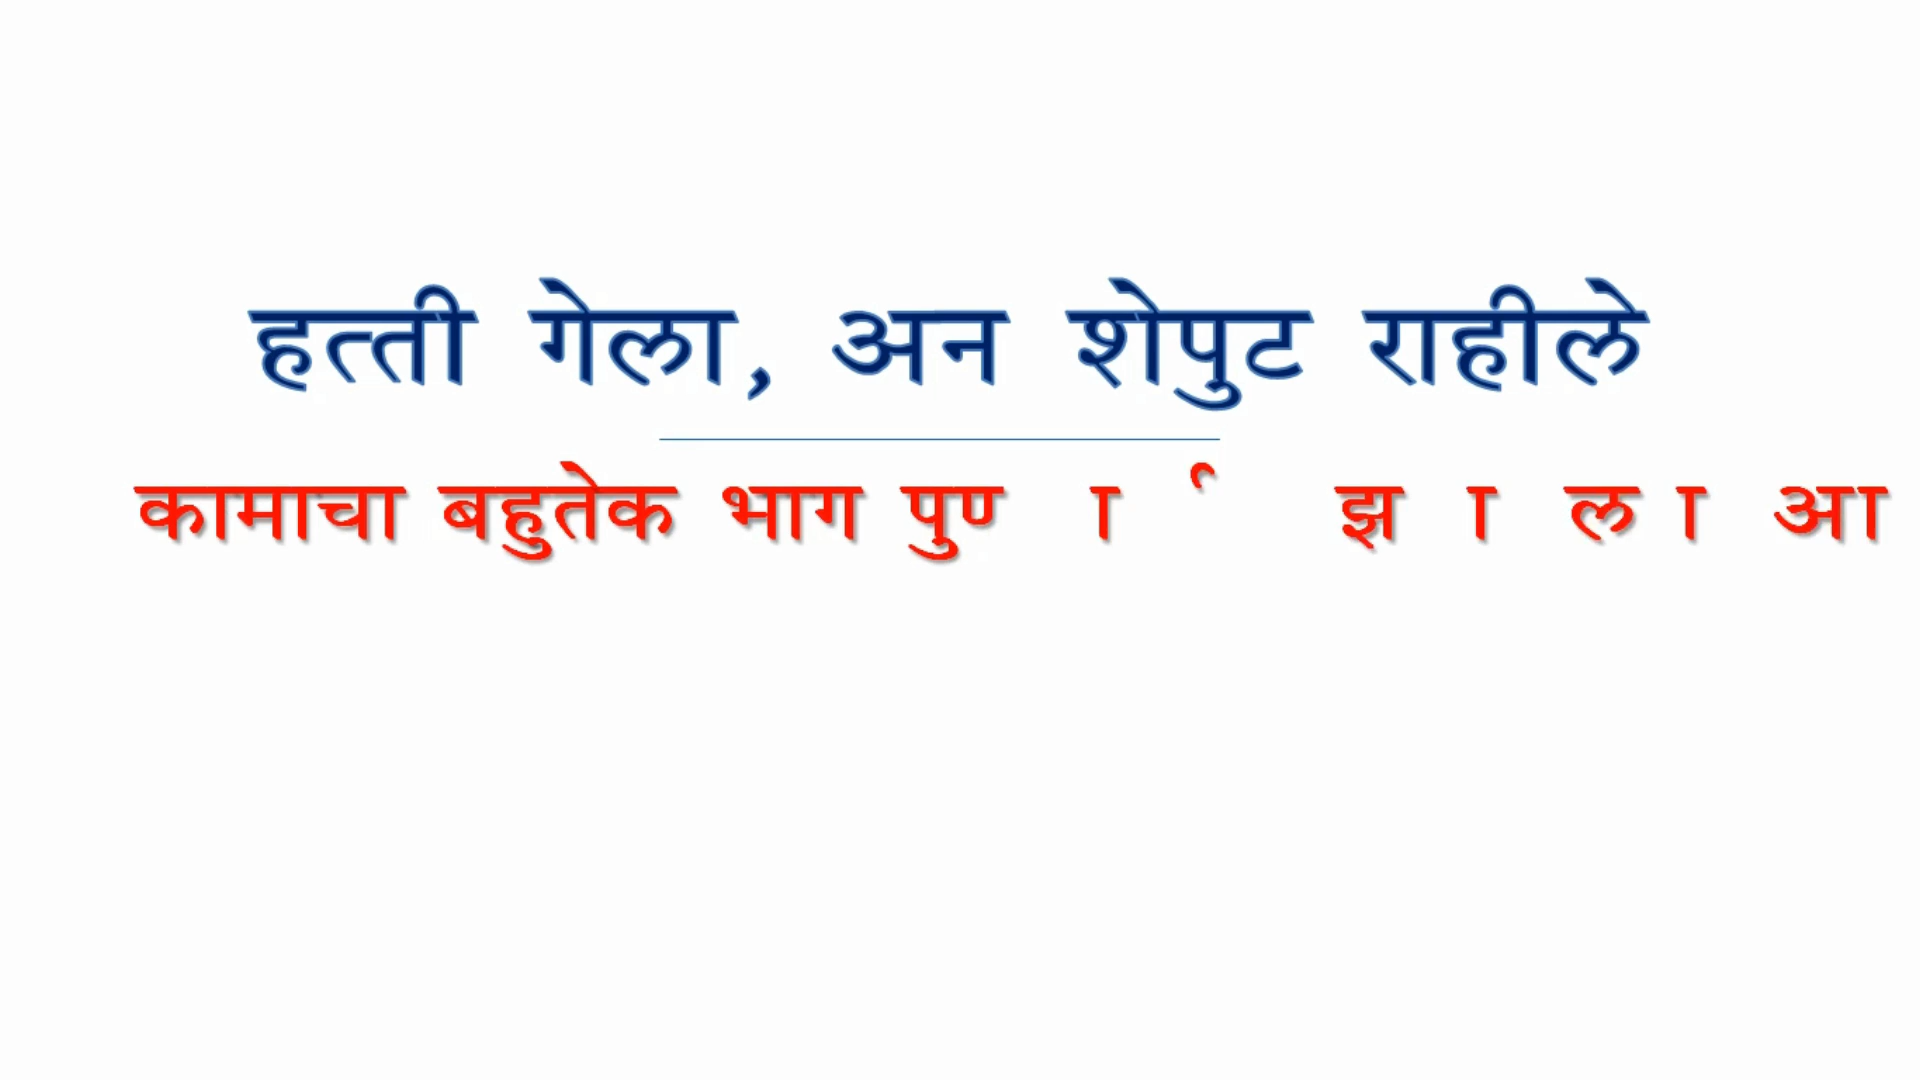 हत्ती गेला, अन शेपुट राहीले
कामाचा बहुतेक भाग पुर्ण झाला आ